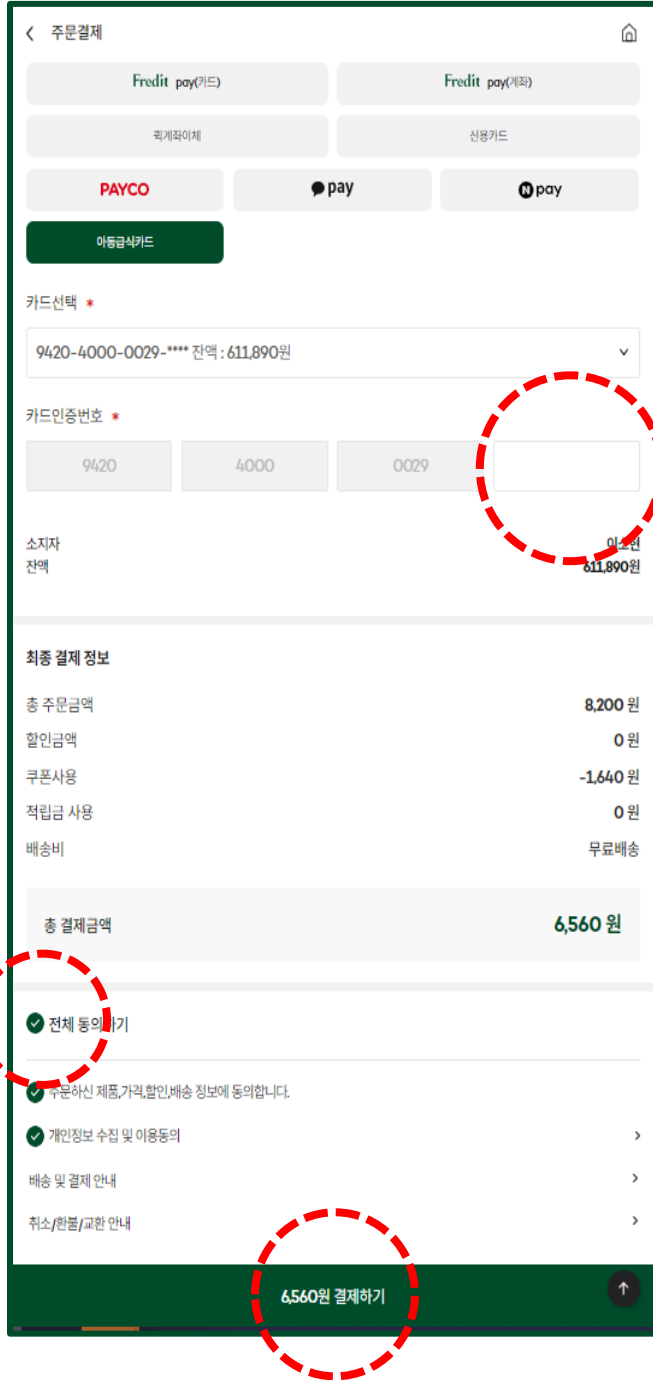 주문결제
Fredit pay(카드) Fredit pay(계좌)
퀵계좌이체 신용카드
PAYCO pay N pay
아동급식카드
카드선택 *
9420-4000-0029-**** 잔액 : 611,890원
카드인증번호 *
9420 4000 0029
소지자 이소현
잔액 611,890원
최종 결제 정보
총 주문금액 8,200 원
할인금액 0 원
쿠폰사용 -1,640 원
적립금 사용 0 원
배송비 무료배송
총 결제금액 6,560 원
전체 동의하기
주문하신 제품,가격,할인,배송 정보에 동의합니다.
개인정보 수집 및 이용동의
배송 및 결제 안내
취소/환불/교환 안내
6,560원 결제하기